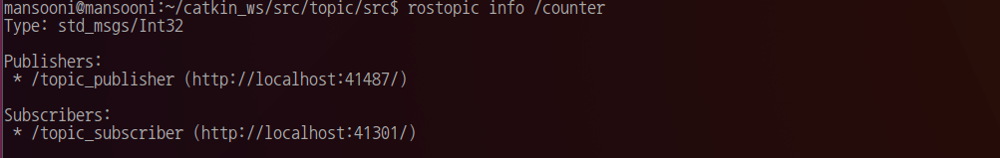 mansooni@mansooni:~/catkin_ws/src/topic/src$ rostopic info /counter
Type: std_msgs/Int32
Publishers:
* /topic_publisher (http://localhost:41487/)
Subscribers:
* /topic_subscriber (http://localhost:41301/)